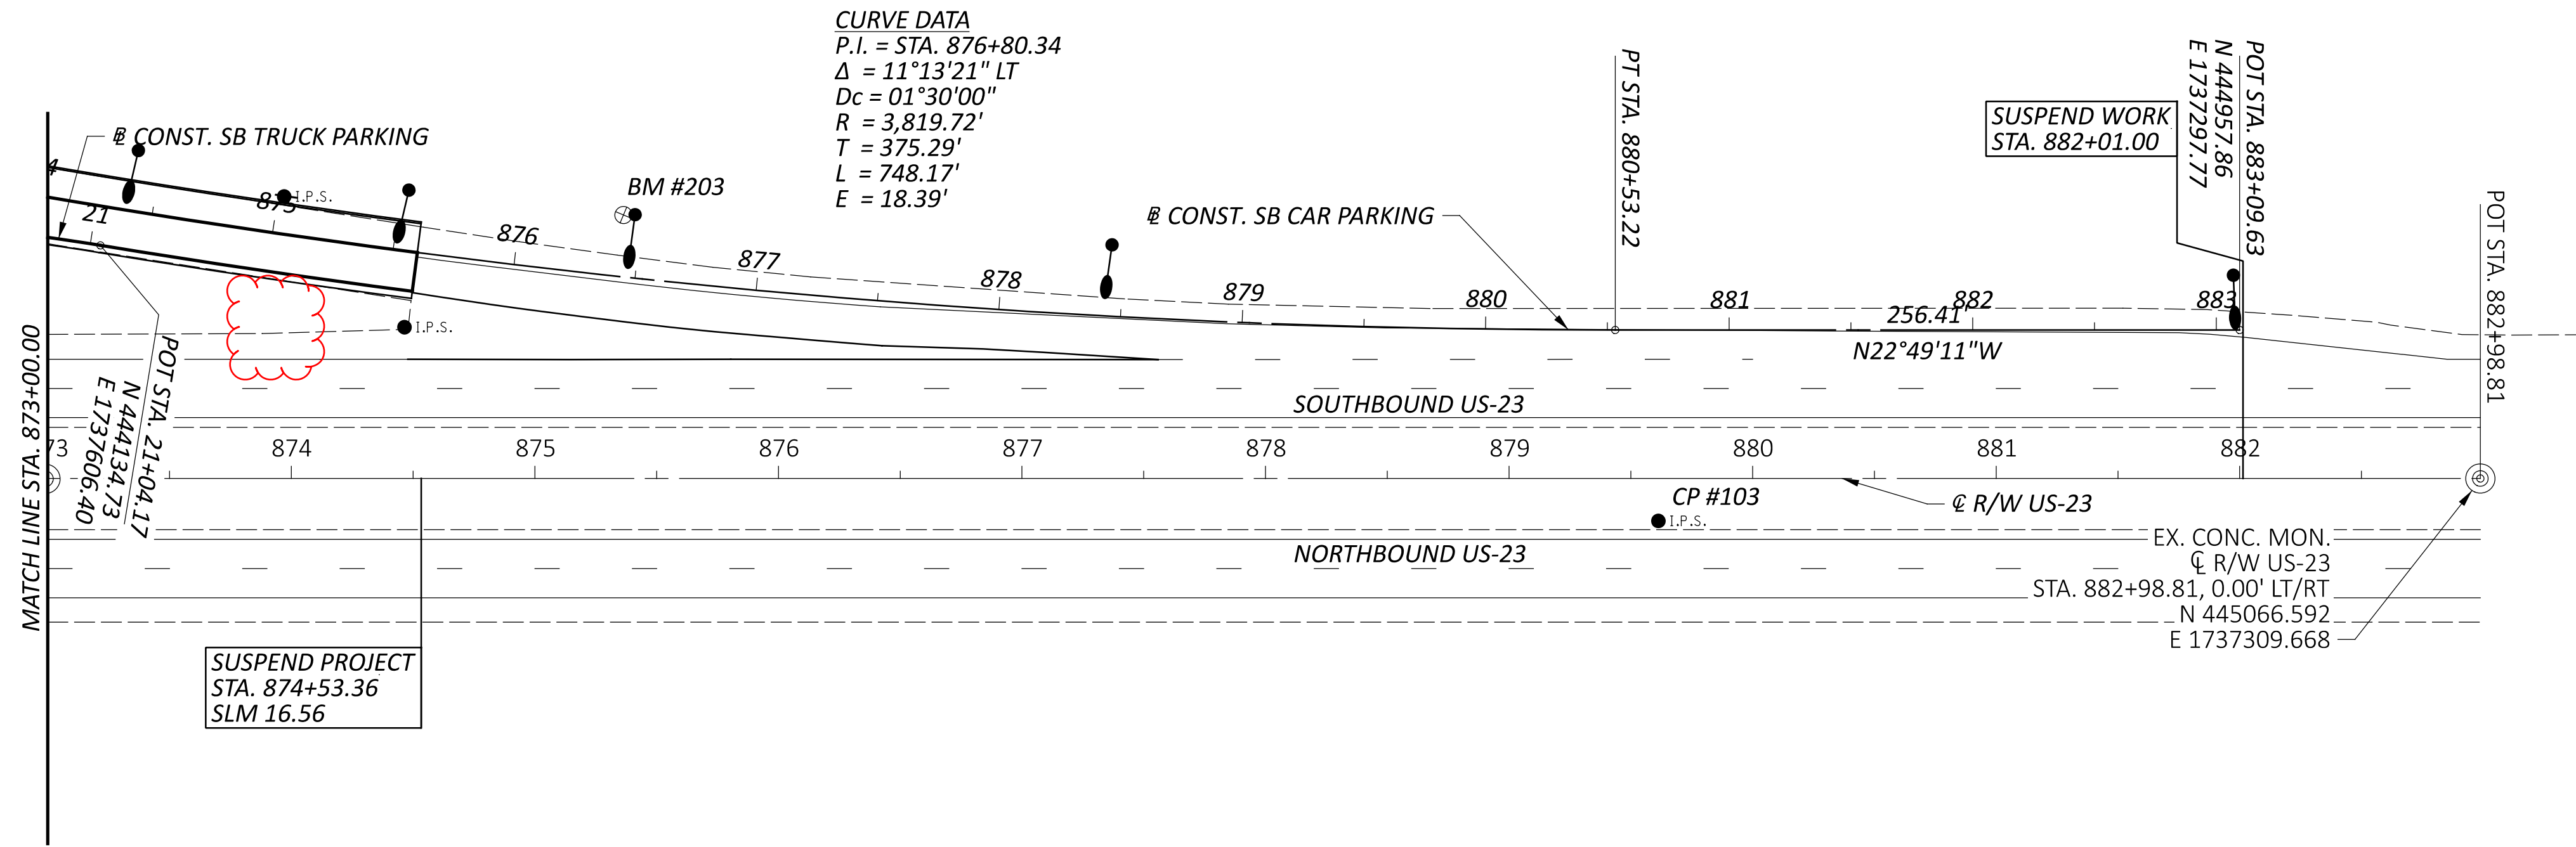 CURVE DATA
P.I. = STA. 876+80.34
Δ = 11°13'21" LT
Dc = 01°30'00"
R = 3,819.72'
T = 375.29'
L = 748.17'
E = 18.39'
℄ CONST. SB TRUCK PARKING
I.P.S.
BM #203
PT STA. 880+53.22
SUSPEND WORK
STA. 882+01.00
POT STA. 883+09.63
N 444957.86
E 1737297.77
POT STA. 882+98.81
℄ CONST. SB CAR PARKING
4
875
876
877
878
879
880
881
882
883
21
256.41'
N22°49'11"W
I.P.S.
MATCH LINE STA. 873+00.00
POT STA. 21+04.17
N 444134.73
E 1737606.40
SOUTHBOUND US-23
73
874
875
876
877
878
879
880
881
882
CP #103
I.P.S.
℄ R/W US-23
NORTHBOUND US-23
EX. CONC. MON.
℄ R/W US-23
STA. 882+98.81, 0.00' LT/RT
N 445066.592
E 1737309.668
SUSPEND PROJECT
STA. 874+53.36
SLM 16.56